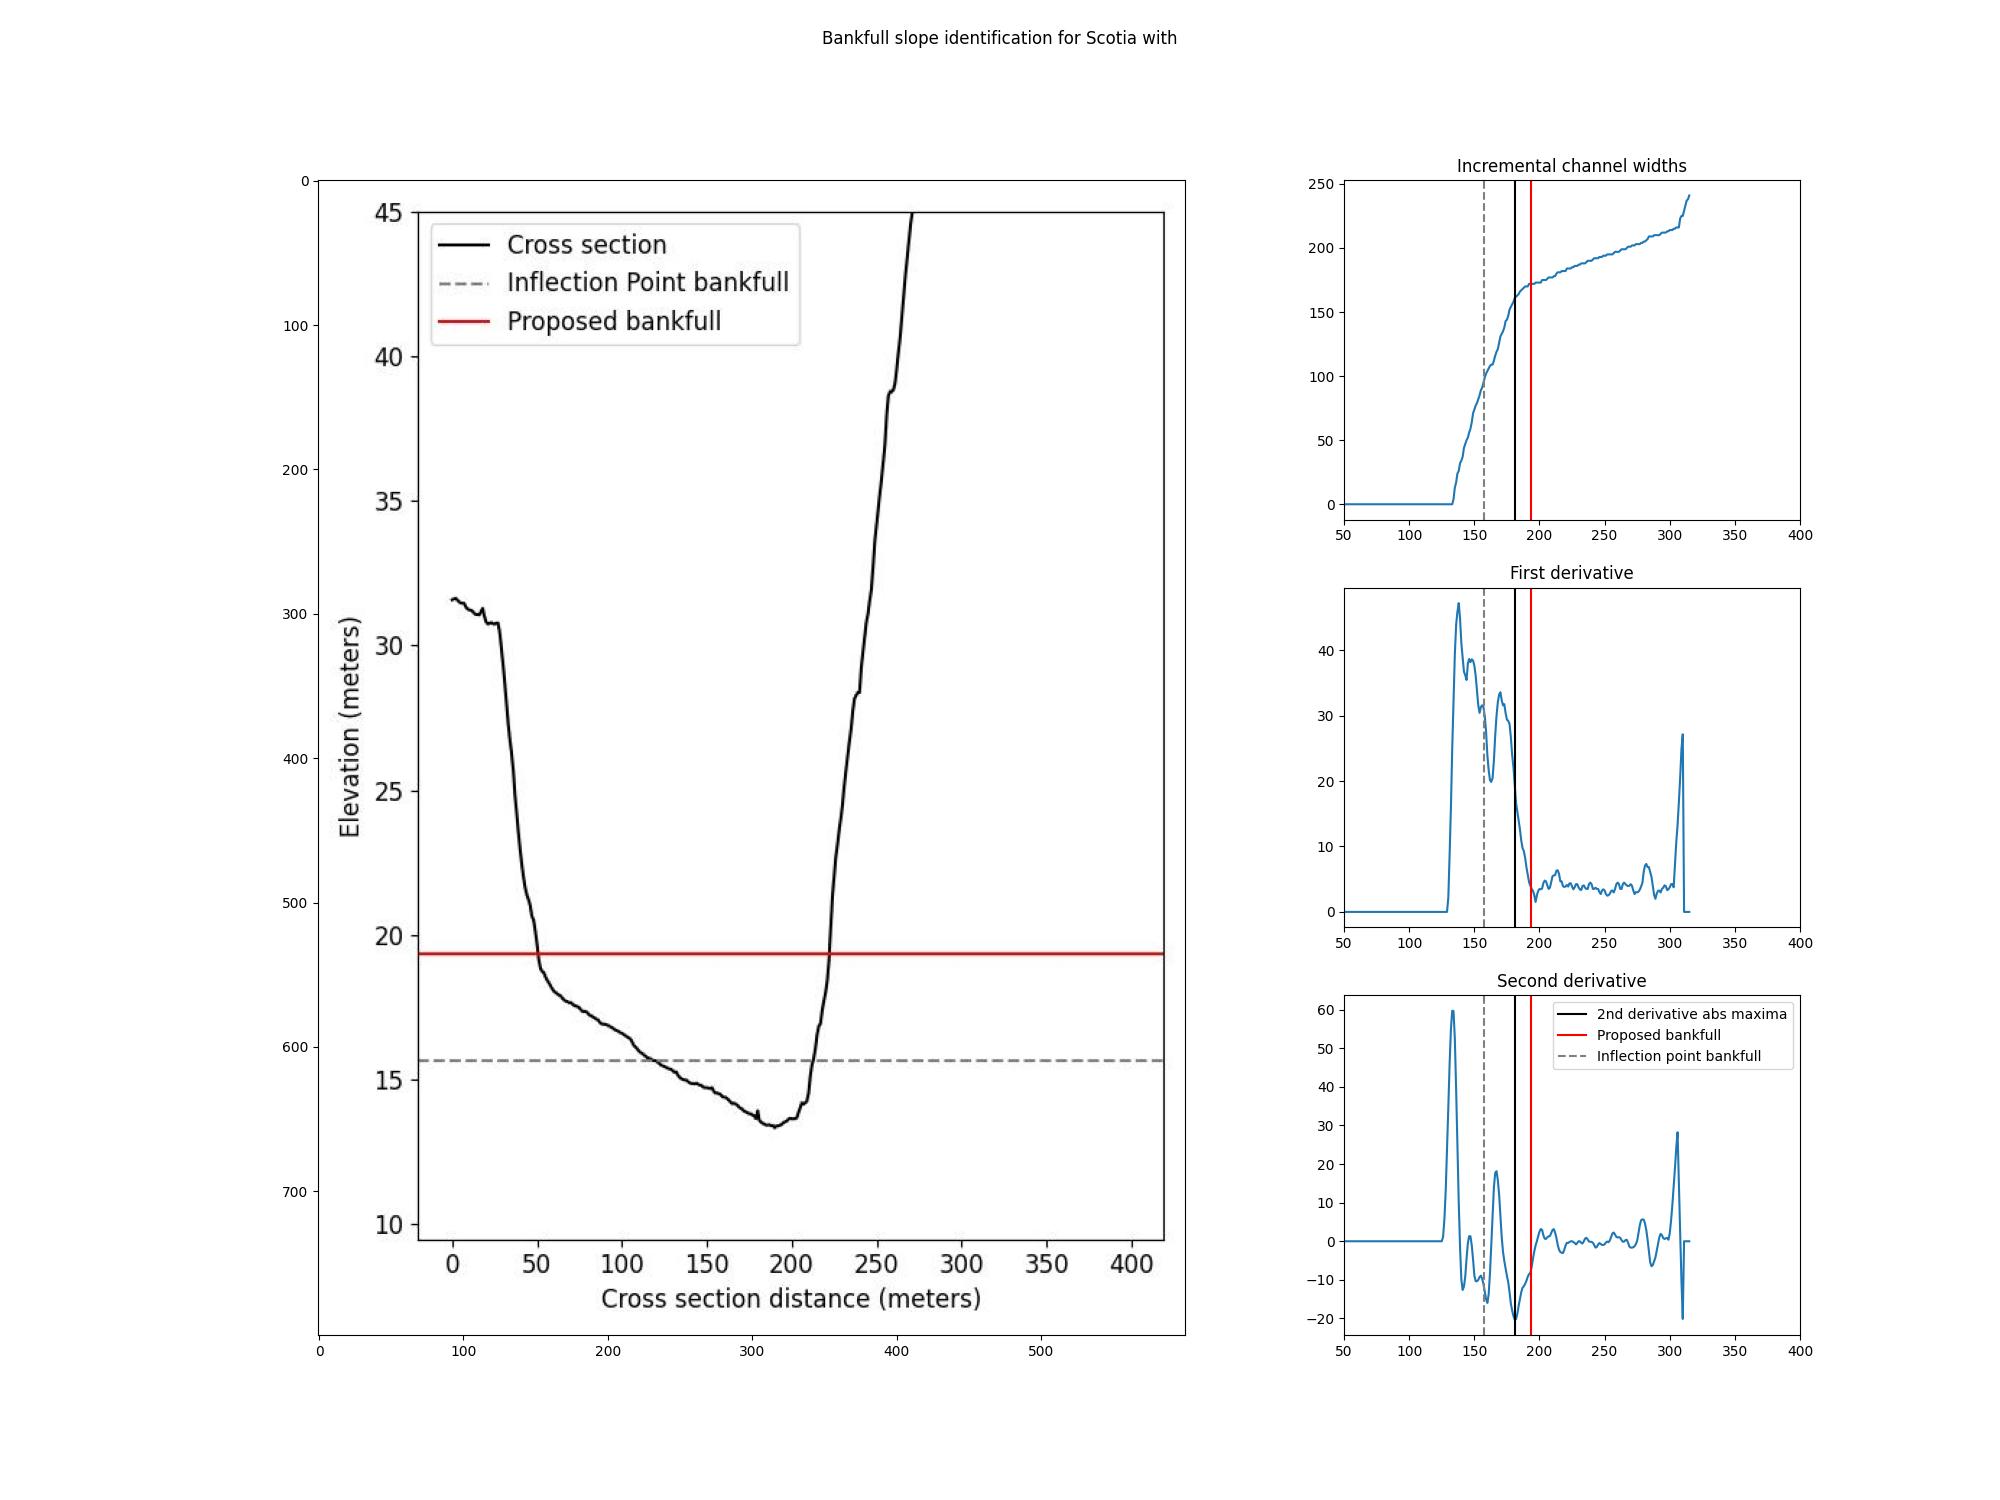 Bankfull slope identification for Scotia with
0
100
200
300
400
500
600
700
0
100
200
300
400
500
45
40
35
30
25
20
15
10
Elevation (meters)
Cross section
Inflection Point bankfull
Proposed bankfull
0 50 100 150 200 250 300 350 400
Cross section distance (meters)
Incremental channel widths
250
200
150
100
50
0
50 100 150 200 250 300 350 400
First derivative
40
30
20
10
0
50 100 150 200 250 300 350 400
Second derivative
60
50
40
30
20
10
0
−10
−20
2nd derivative abs maxima
Proposed bankfull
Inflection point bankfull
50 100 150 200 250 300 350 400